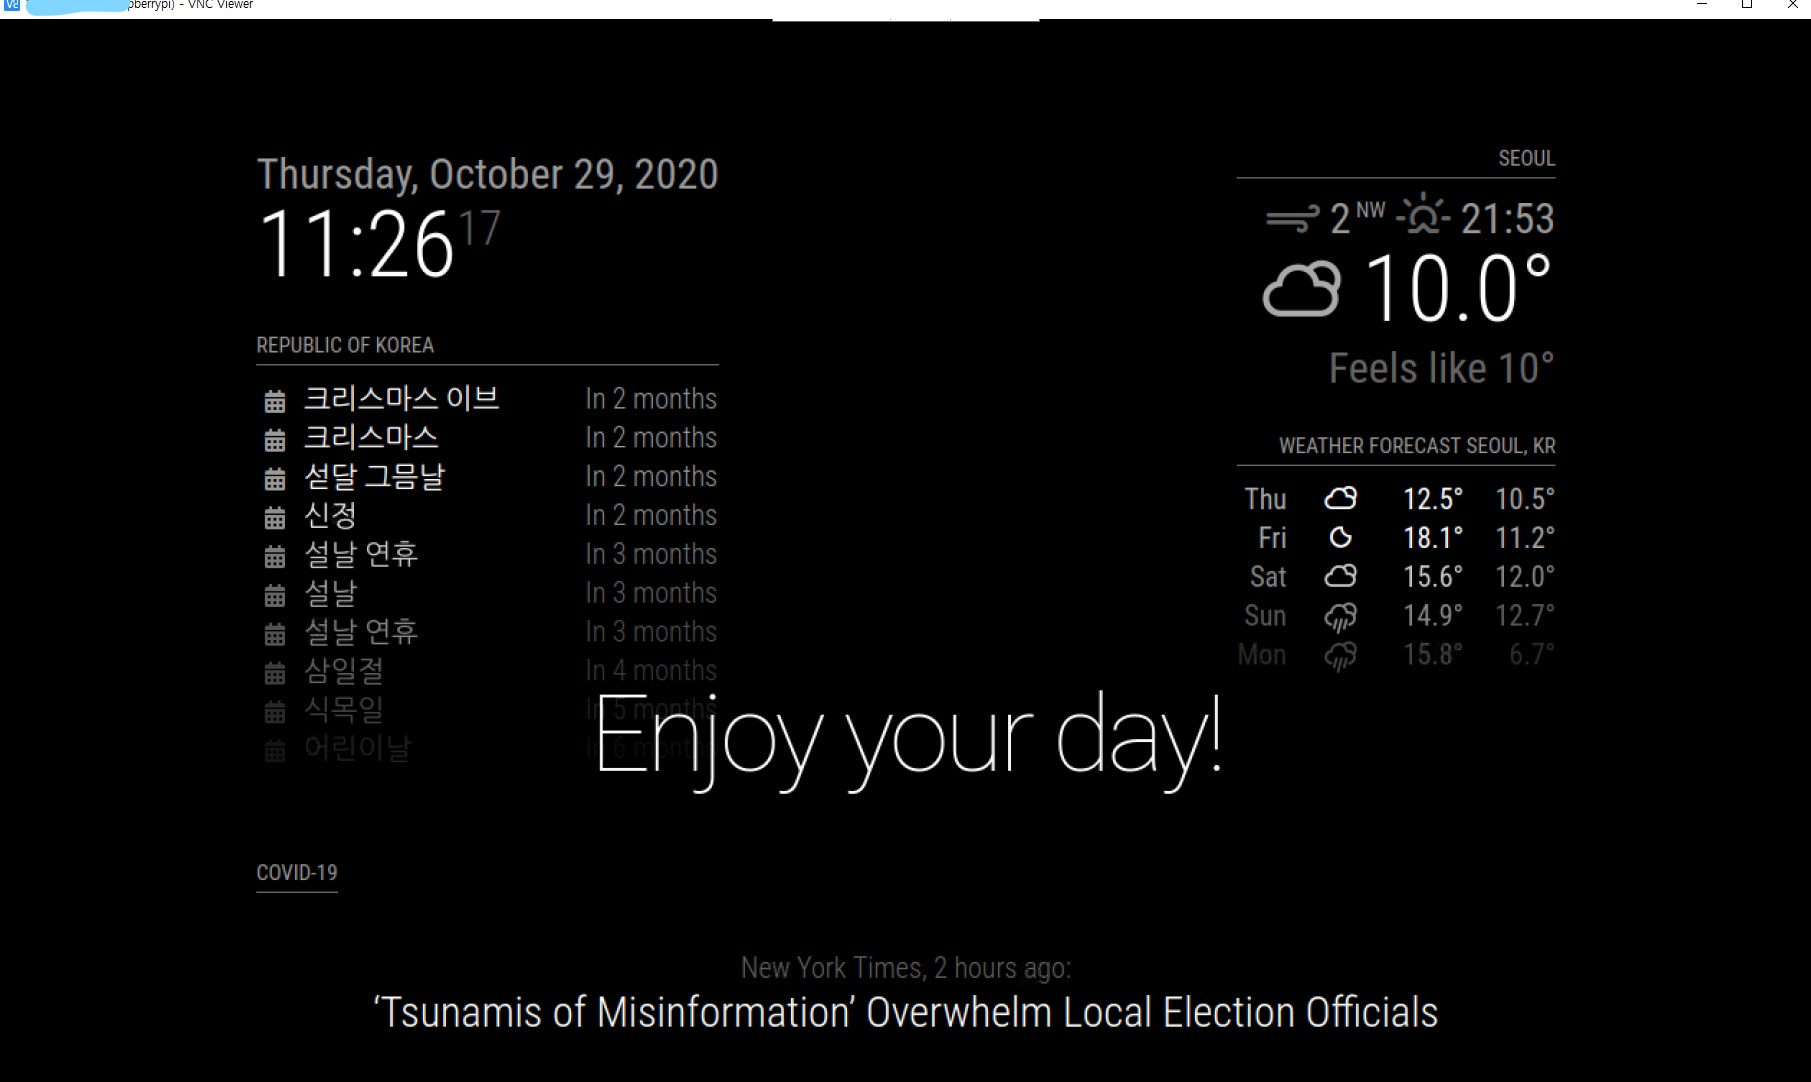 pberrypi) - VNC Viewer
Thursday, October 29, 2020
11:26 17
REPUBLIC OF KOREA
크리스마스 이브 In 2 months
크리스마스 In 2 months
섣달 그믐날 In 2 months
신정 In 2 months
설날 연휴 In 3 months
설날 In 3 months
설날 연휴 In 3 months
삼일절 In 4 months
식목일 In 5 months
어린이날 In 6 months
SEOUL
2 NW 21:53
10.0°
Feels like 10°
WEATHER FORECAST SEOUL, KR
Thu 12.5° 10.5°
Fri 18.1° 11.2°
Sat 15.6° 12.0°
Sun 14.9° 12.7°
Mon 15.8° 6.7°
Enjoy your day!
COVID-19
New York Times, 2 hours ago:
‘Tsunamis of Misinformation’ Overwhelm Local Election Officials